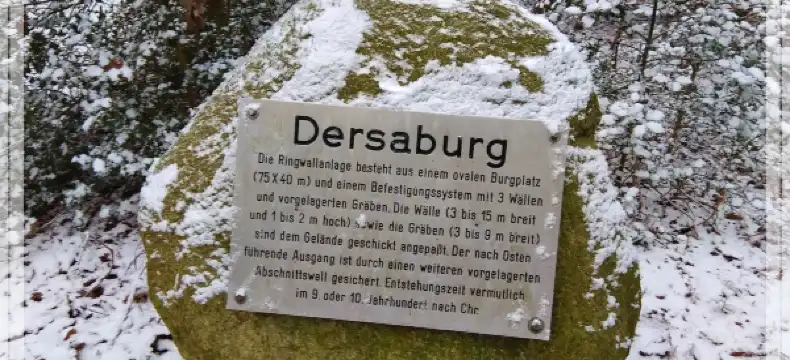 Dersaburg
Die Ringwallanlage besteht aus einem ovalen Burgplatz
(75 X 40 m) und einem Befestigungssystem mit 3 Wällen
und vorgelagerten Gräben. Die Wälle (3 bis 15 m breit
und 1 bis 2 m hoch) sowie die Gräben (3 bis 9 m breit)
sind dem Gelände geschickt angepaßt. Der nach Osten
führende Ausgang ist durch einen weiteren vorgelagerten
Abschnittswall gesichert. Entstehungszeit vermutlich
im 9. oder 10. Jahrhundert nach Chr.